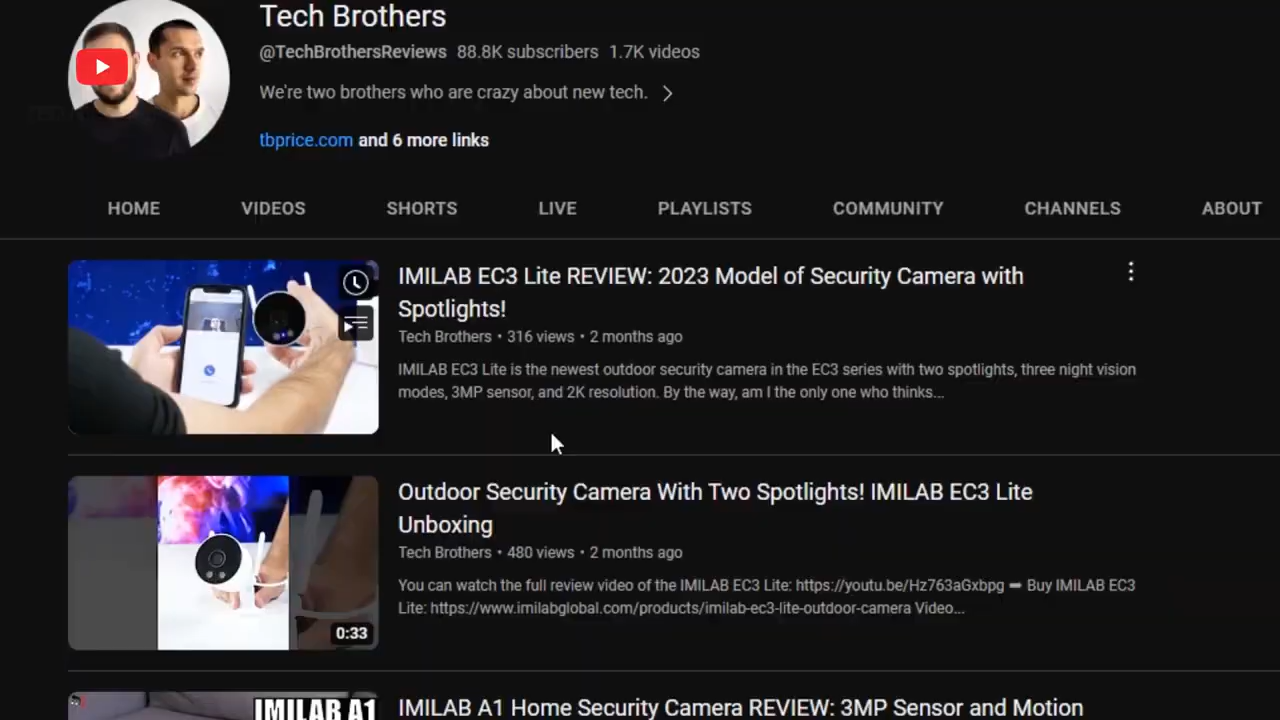 Tech Brothers
@TechBrothersReviews 88.8K subscribers 1.7K videos
We're two brothers who are crazy about new tech.
tbprice.com and 6 more links
HOME VIDEOS SHORTS LIVE PLAYLISTS COMMUNITY CHANNELS ABOUT
IMILAB EC3 Lite REVIEW: 2023 Model of Security Camera with
Spotlights!
Tech Brothers • 316 views • 2 months ago
IMILAB EC3 Lite is the newest outdoor security camera in the EC3 series with two spotlights, three night vision
modes, 3MP sensor, and 2K resolution. By the way, am I the only one who thinks...
Outdoor Security Camera With Two Spotlights! IMILAB EC3 Lite
Unboxing
Tech Brothers • 480 views • 2 months ago
You can watch the full review video of the IMILAB EC3 Lite: https://youtu.be/Hz763aGxbpg ➡ Buy IMILAB EC3
Lite: https://www.imilabglobal.com/products/imilab-ec3-lite-outdoor-camera Video...
0:33
IMILAB A1
IMILAB A1 Home Security Camera REVIEW: 3MP Sensor and Motion